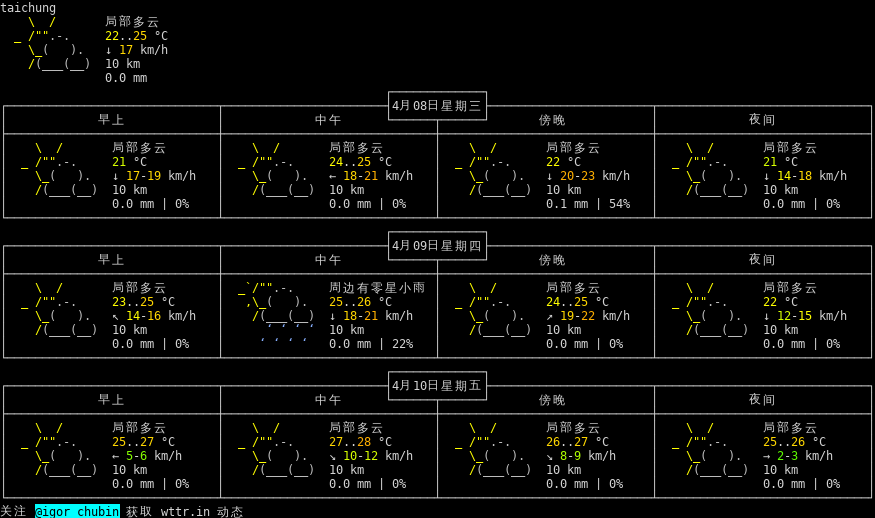 taichung
局部多云
22..25 °C
↓ 17 km/h
10 km
0.0 mm
4月08日星期三
早上 中午 傍晚 夜间
局部多云 局部多云 局部多云 局部多云
21 °C 24..25 °C 22 °C 21 °C
↓ 17-19 km/h ← 18-21 km/h ↓ 20-23 km/h ↓ 14-18 km/h
10 km 10 km 10 km 10 km
0.0 mm | 0% 0.0 mm | 0% 0.1 mm | 54% 0.0 mm | 0%
4月09日星期四
早上 中午 傍晚 夜间
局部多云 周边有零星小雨 局部多云 局部多云
23..25 °C 25..26 °C 24..25 °C 22 °C
↖ 14-16 km/h ↓ 18-21 km/h ↗ 19-22 km/h ↓ 12-15 km/h
10 km 10 km 10 km 10 km
0.0 mm | 0% 0.0 mm | 22% 0.0 mm | 0% 0.0 mm | 0%
4月10日星期五
早上 中午 傍晚 夜间
局部多云 局部多云 局部多云 局部多云
25..27 °C 27..28 °C 26..27 °C 25..26 °C
← 5-6 km/h ↘ 10-12 km/h ↘ 8-9 km/h → 2-3 km/h
10 km 10 km 10 km 10 km
0.0 mm | 0% 0.0 mm | 0% 0.0 mm | 0% 0.0 mm | 0%
关注 @igor_chubin 获取 wttr.in 动态